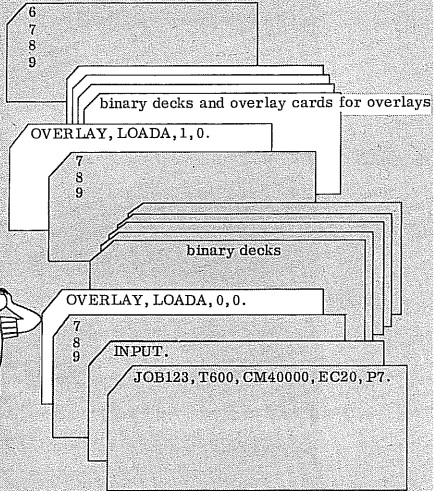 6
7
8
9
binary decks and overlay cards for overlays
OVERLAY, LOADA, 1, 0.
7
8
9
binary decks
OVERLAY, LOADA, 0, 0.
7
8
9
INPUT.
JOB123, T600, CM40000, EC20, P7.